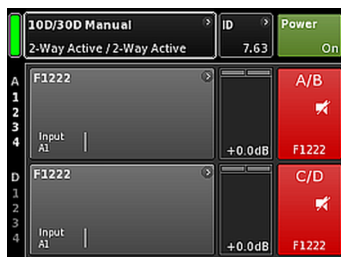 10D/30D Manual
2-Way Active / 2-Way Active
ID
7.63
Power
On
A
1
2
3
4
F1222
Input
A1
+0.0dB
A/B
F1222
D
1
2
3
4
F1222
Input
A1
+0.0dB
C/D
F1222